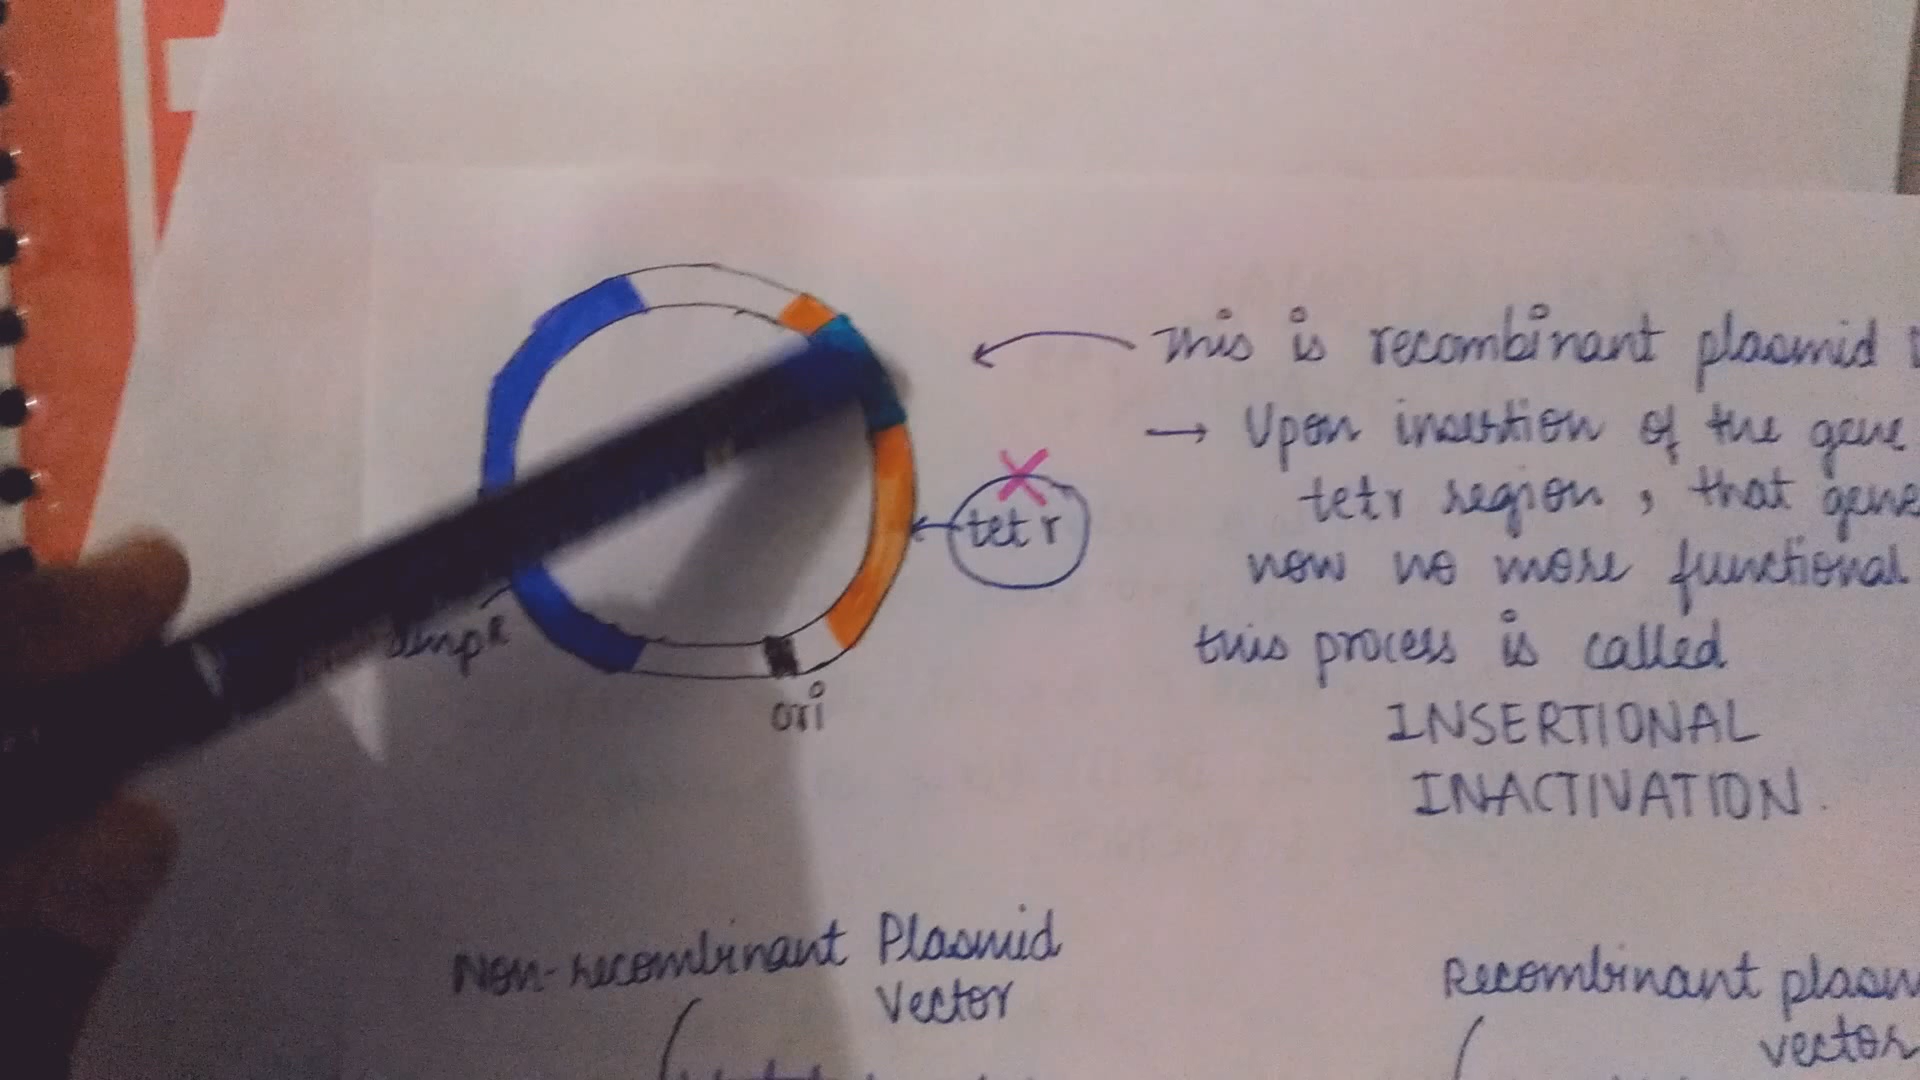 This is recombinant plasmid
→ Upon insertion of the gene
tetr region, that gene
now no more functional
this process is called
INSERTIONAL
INACTIVATION.
tet r
ampR
ori
Non-recombinant Plasmid
Vector
Recombinant plasm
vector